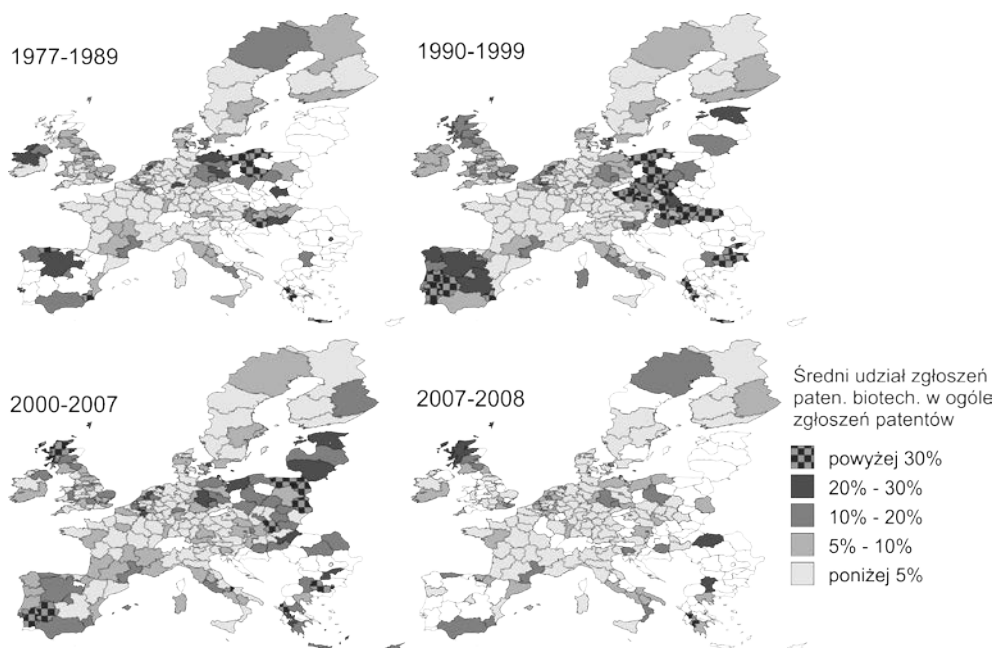 1977-1989
1990-1999
2000-2007
2007-2008
Średni udział zgłoszeń
paten. biotech. w ogóle
zgłoszeń patentów
powyżej 30%
20% - 30%
10% - 20%
5% - 10%
poniżej 5%